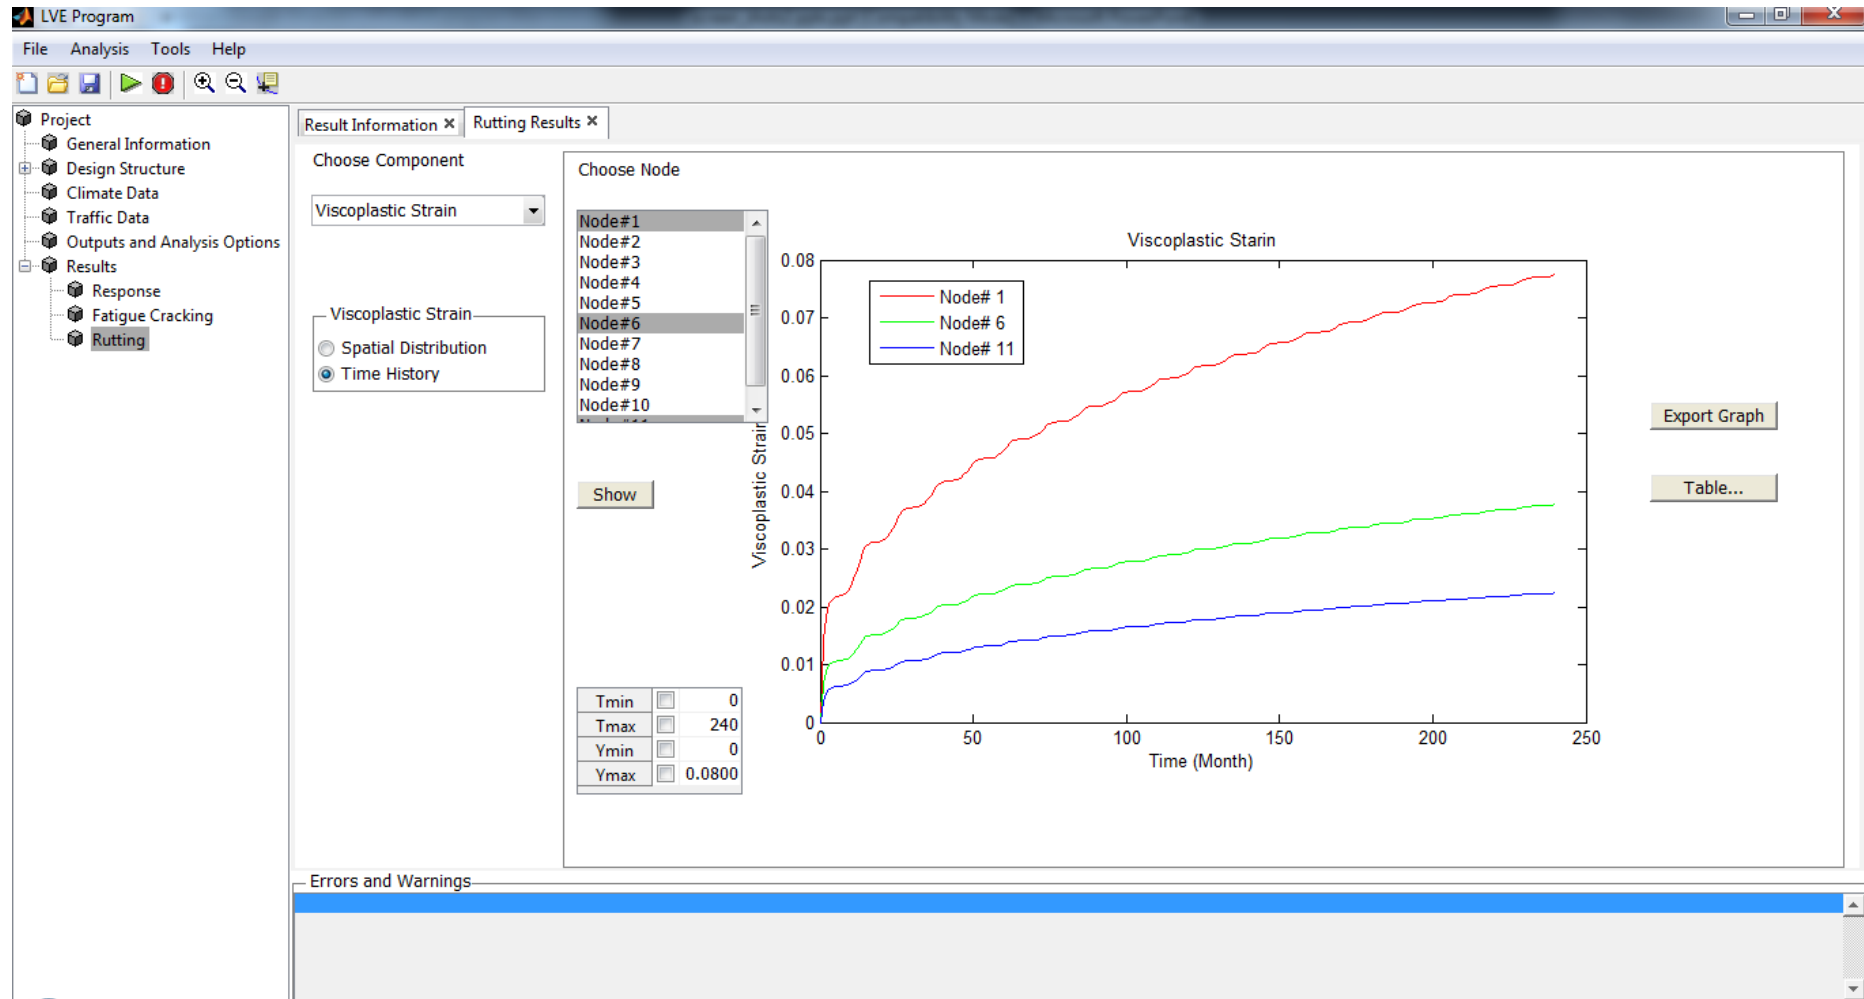 LVE Program
File Analysis Tools Help
Project
General Information
Design Structure
Climate Data
Traffic Data
Outputs and Analysis Options
Results
Response
Fatigue Cracking
Rutting
Result Information ×
Rutting Results ×
Choose Component
Viscoplastic Strain
Viscoplastic Strain
Spatial Distribution
Time History
Choose Node
Node#1
Node#2
Node#3
Node#4
Node#5
Node#6
Node#7
Node#8
Node#9
Node#10
Show
Tmin 0
Tmax 240
Ymin 0
Ymax 0.0800
Viscoplastic Starin
Node# 1
Node# 6
Node# 11
0.08
0.07
0.06
0.05
0.04
0.03
0.02
0.01
0
Viscoplastic Strain
0 50 100 150 200 250
Time (Month)
Export Graph
Table...
Errors and Warnings